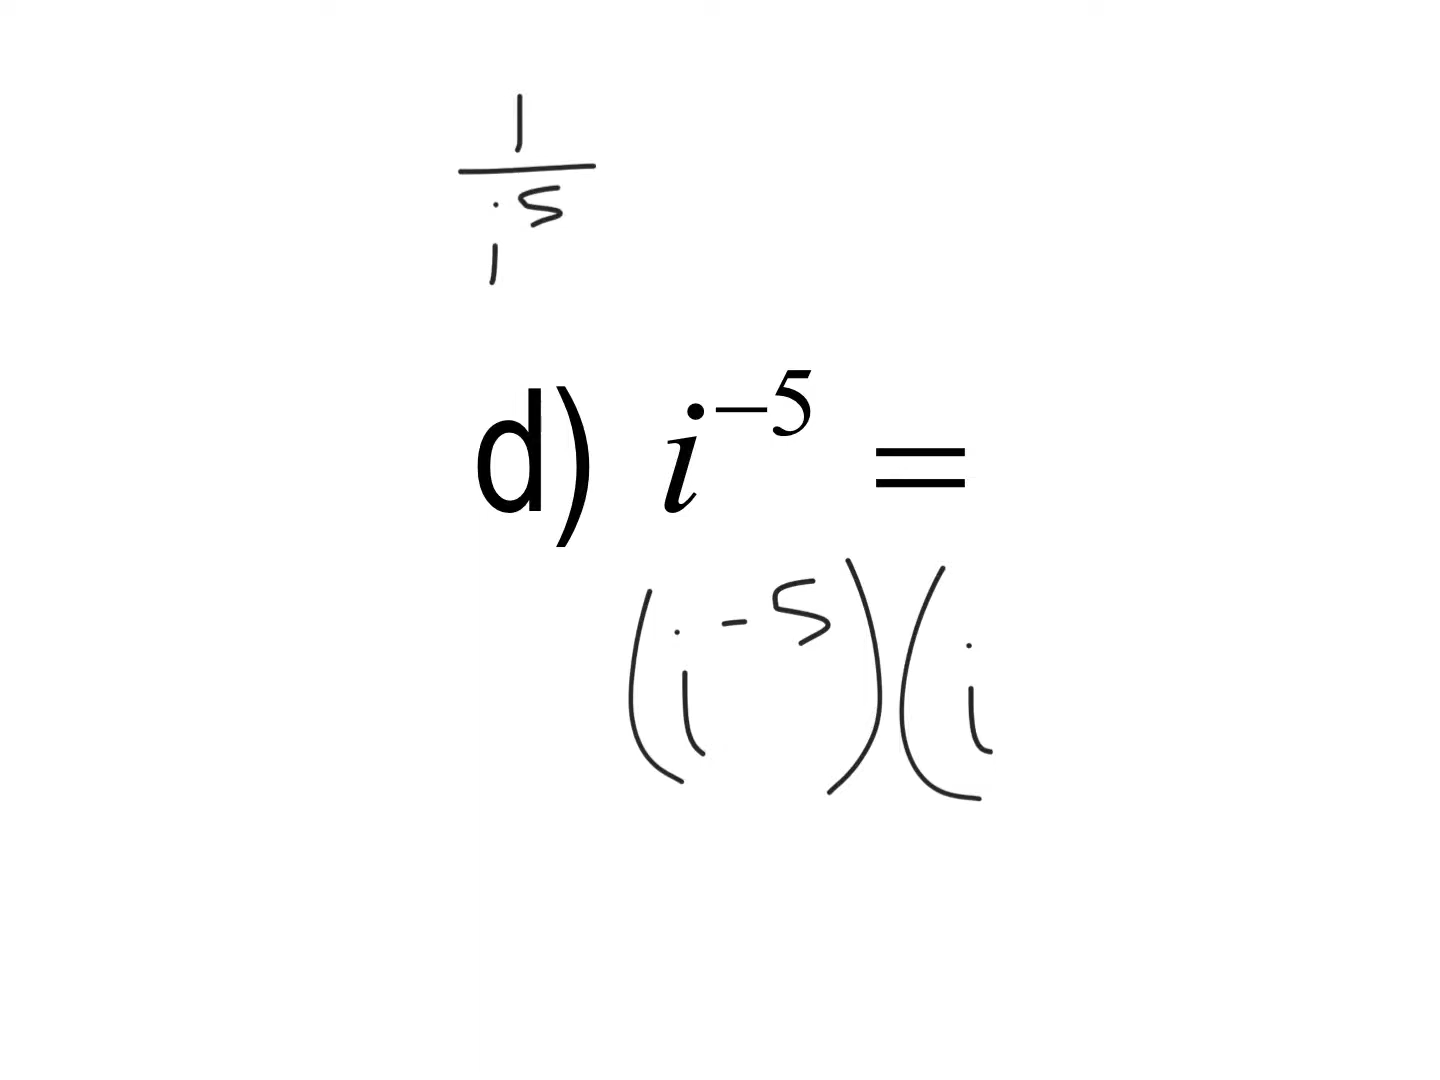 1
i^5
d) i^{-5} =
(i^{-5})(i